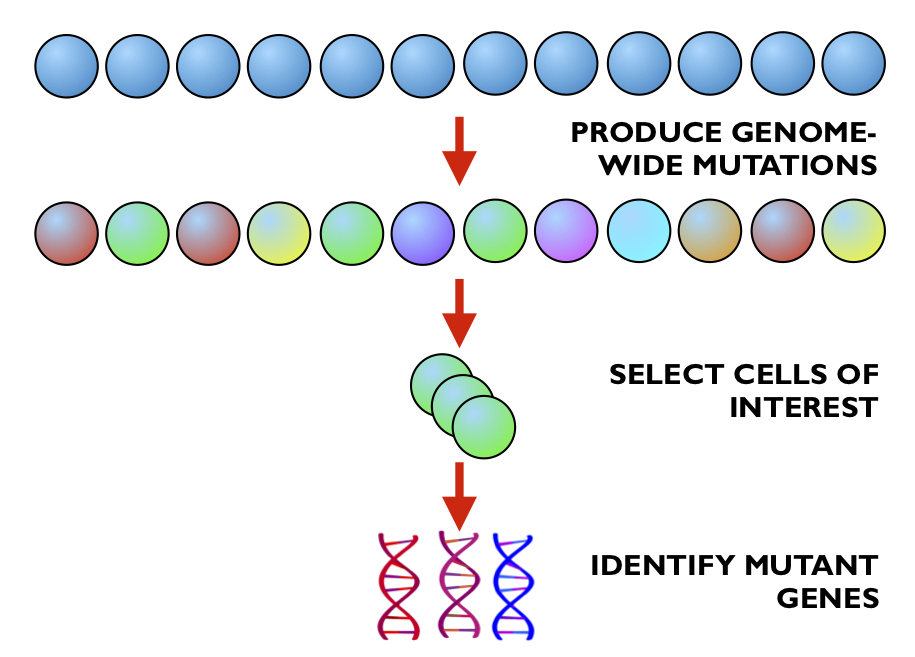 PRODUCE GENOME-
WIDE MUTATIONS
SELECT CELLS OF
INTEREST
IDENTIFY MUTANT
GENES